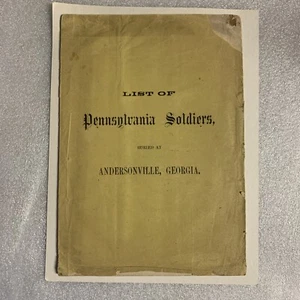 LIST OF
Pennsylvania Soldiers,
BURIED AT
ANDERSONVILLE, GEORGIA.